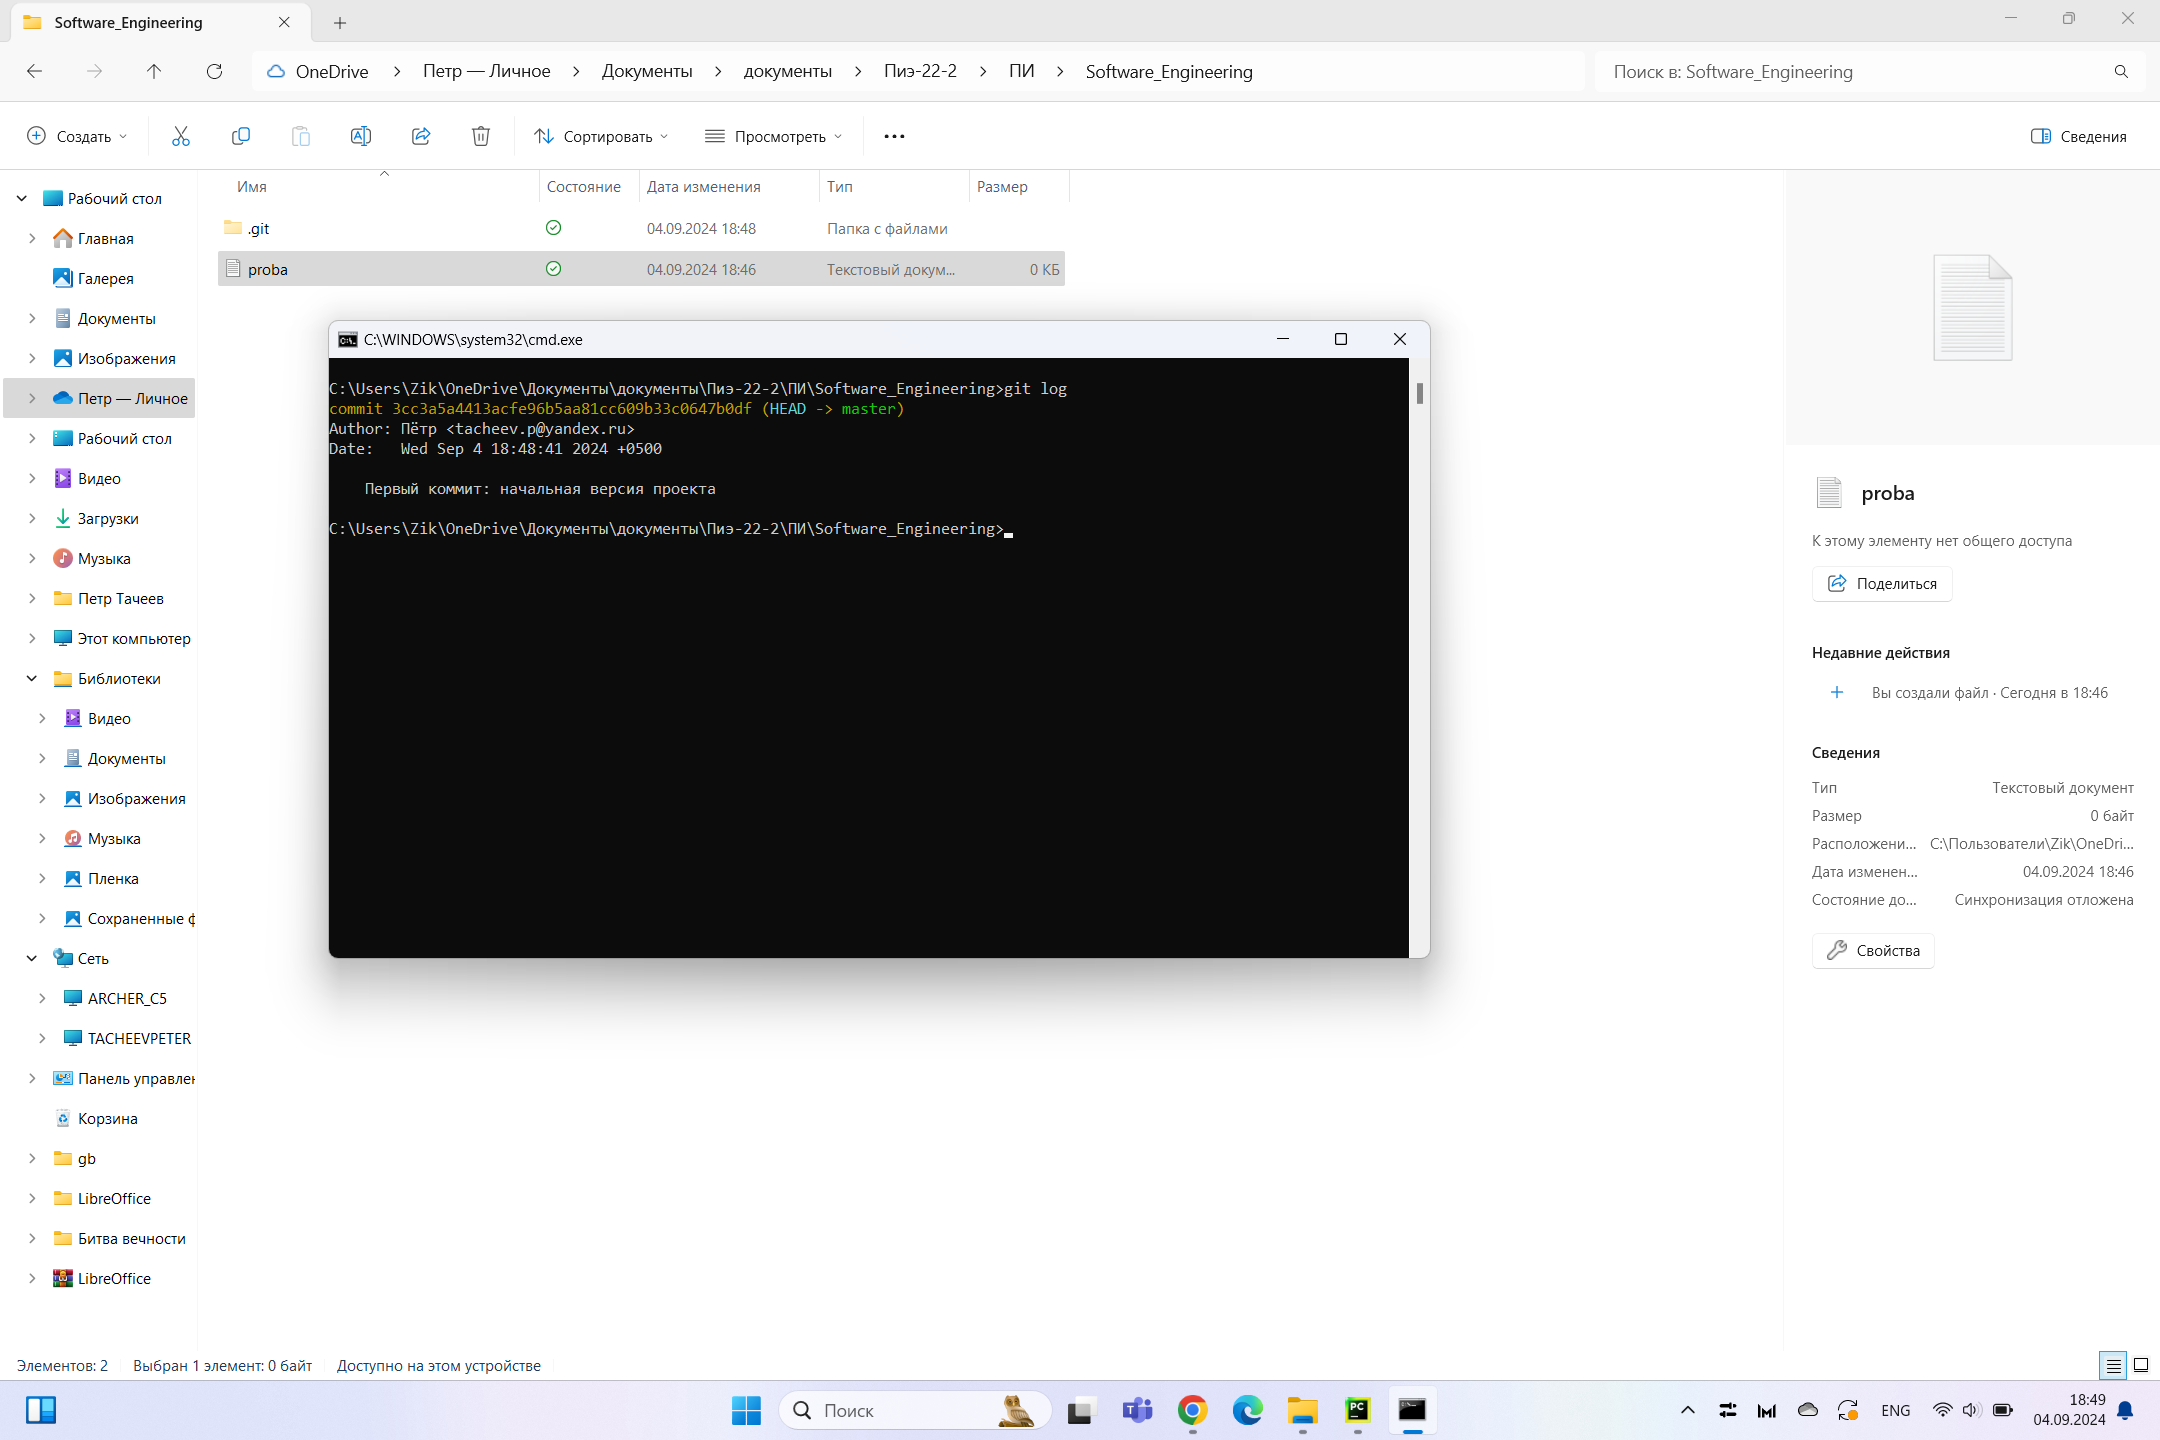 Software_Engineering
OneDrive > Петр — Личное > Документы > документы > Пиэ-22-2 > ПИ > Software_Engineering
Поиск в: Software_Engineering
Создать
Сортировать
Просмотреть
Сведения
Имя Состояние Дата изменения Тип Размер
.git 04.09.2024 18:48 Папка с файлами
proba 04.09.2024 18:46 Текстовый докум... 0 КБ
Рабочий стол
Главная
Галерея
Документы
Изображения
Петр — Личное
Рабочий стол
Видео
Загрузки
Музыка
Петр Тачеев
Этот компьютер
Библиотеки
Видео
Документы
Изображения
Музыка
Пленка
Сохраненные ф
Сеть
ARCHER_C5
TACHEEVPETER
Панель управлен
Корзина
gb
LibreOffice
Битва вечности
LibreOffice
C:\WINDOWS\system32\cmd.exe
C:\Users\Zik\OneDrive\Документы\документы\Пиэ-22-2\ПИ\Software_Engineering>git log
commit 3cc3a5a4413acfe96b5aa81cc609b33c0647b0df (HEAD -> master)
Author: Пётр <tacheev.p@yandex.ru>
Date:   Wed Sep 4 18:48:41 2024 +0500
Первый коммит: начальная версия проекта
C:\Users\Zik\OneDrive\Документы\документы\Пиэ-22-2\ПИ\Software_Engineering>
proba
К этому элементу нет общего доступа
Поделиться
Недавние действия
Вы создали файл · Сегодня в 18:46
Сведения
Тип Текстовый документ
Размер 0 байт
Расположени... C:\Пользователи\Zik\OneDri...
Дата изменен... 04.09.2024 18:46
Состояние до... Синхронизация отложена
Свойства
Элементов: 2 Выбран 1 элемент: 0 байт Доступно на этом устройстве
Поиск
PC
ENG
18:49
04.09.2024